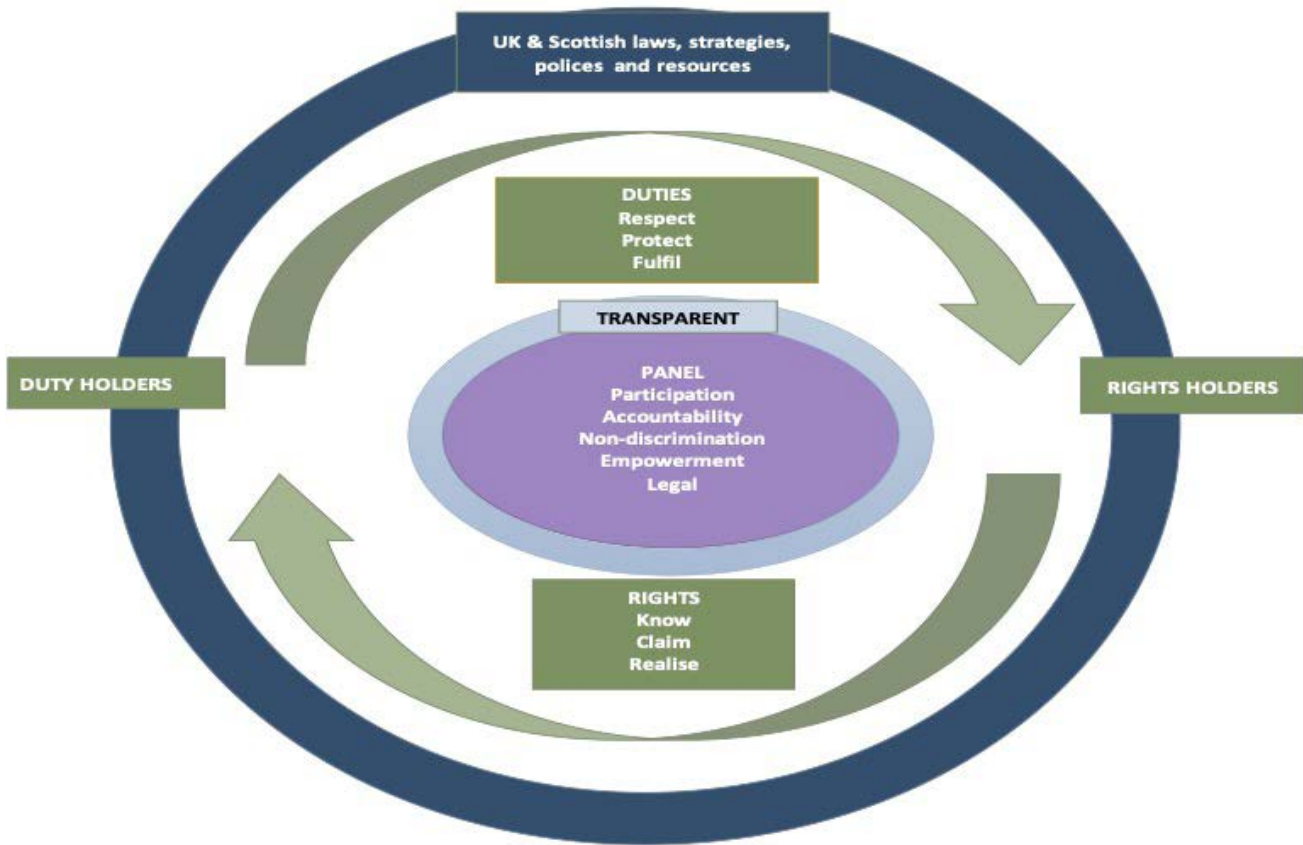 UK & Scottish laws, strategies,
polices and resources
DUTIES
Respect
Protect
Fulfil
TRANSPARENT
DUTY HOLDERS
RIGHTS HOLDERS
PANEL
Participation
Accountability
Non-discrimination
Empowerment
Legal
RIGHTS
Know
Claim
Realise